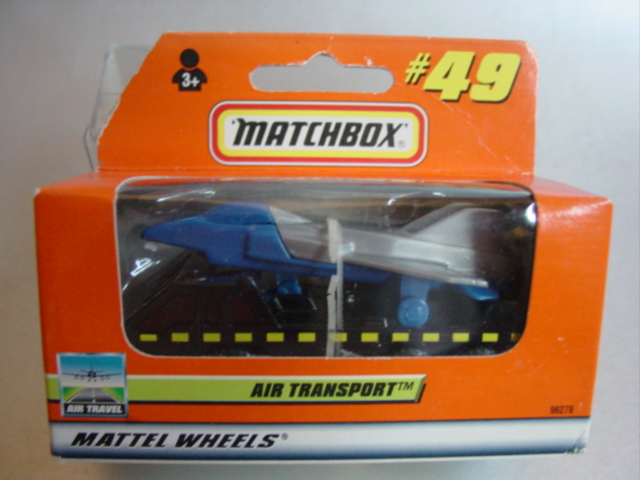 3+
#49
MATCHBOX®
AIR TRANSPORT™
AIR TRAVEL
96278
MATTEL WHEELS®